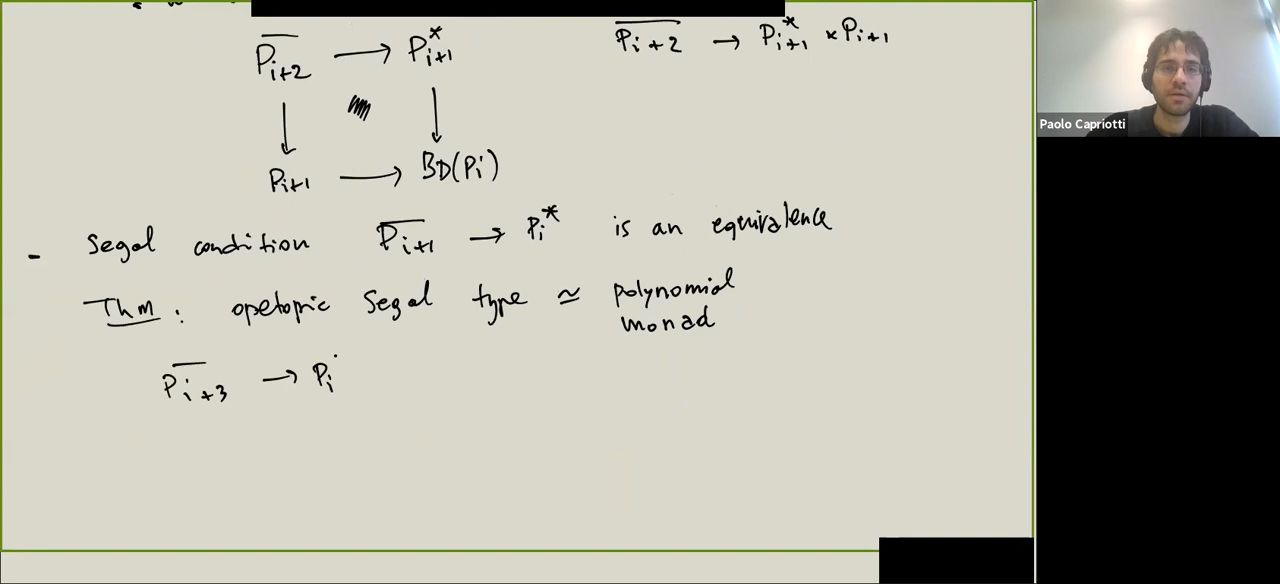 P̅ᵢ₊₂ → P*ᵢ₊₁
P̅ᵢ₊₂ → P*ᵢ₊₁ × Pᵢ₊₁
Pᵢ₊₁ → BD(Pᵢ)
- Segal condition P̅ᵢ₊₁ → Pᵢ* is an equivalence
Thm: opetopic Segal type ≃ polynomial
monad
P̅ᵢ₊₃ → Pᵢ
Paolo Capriotti